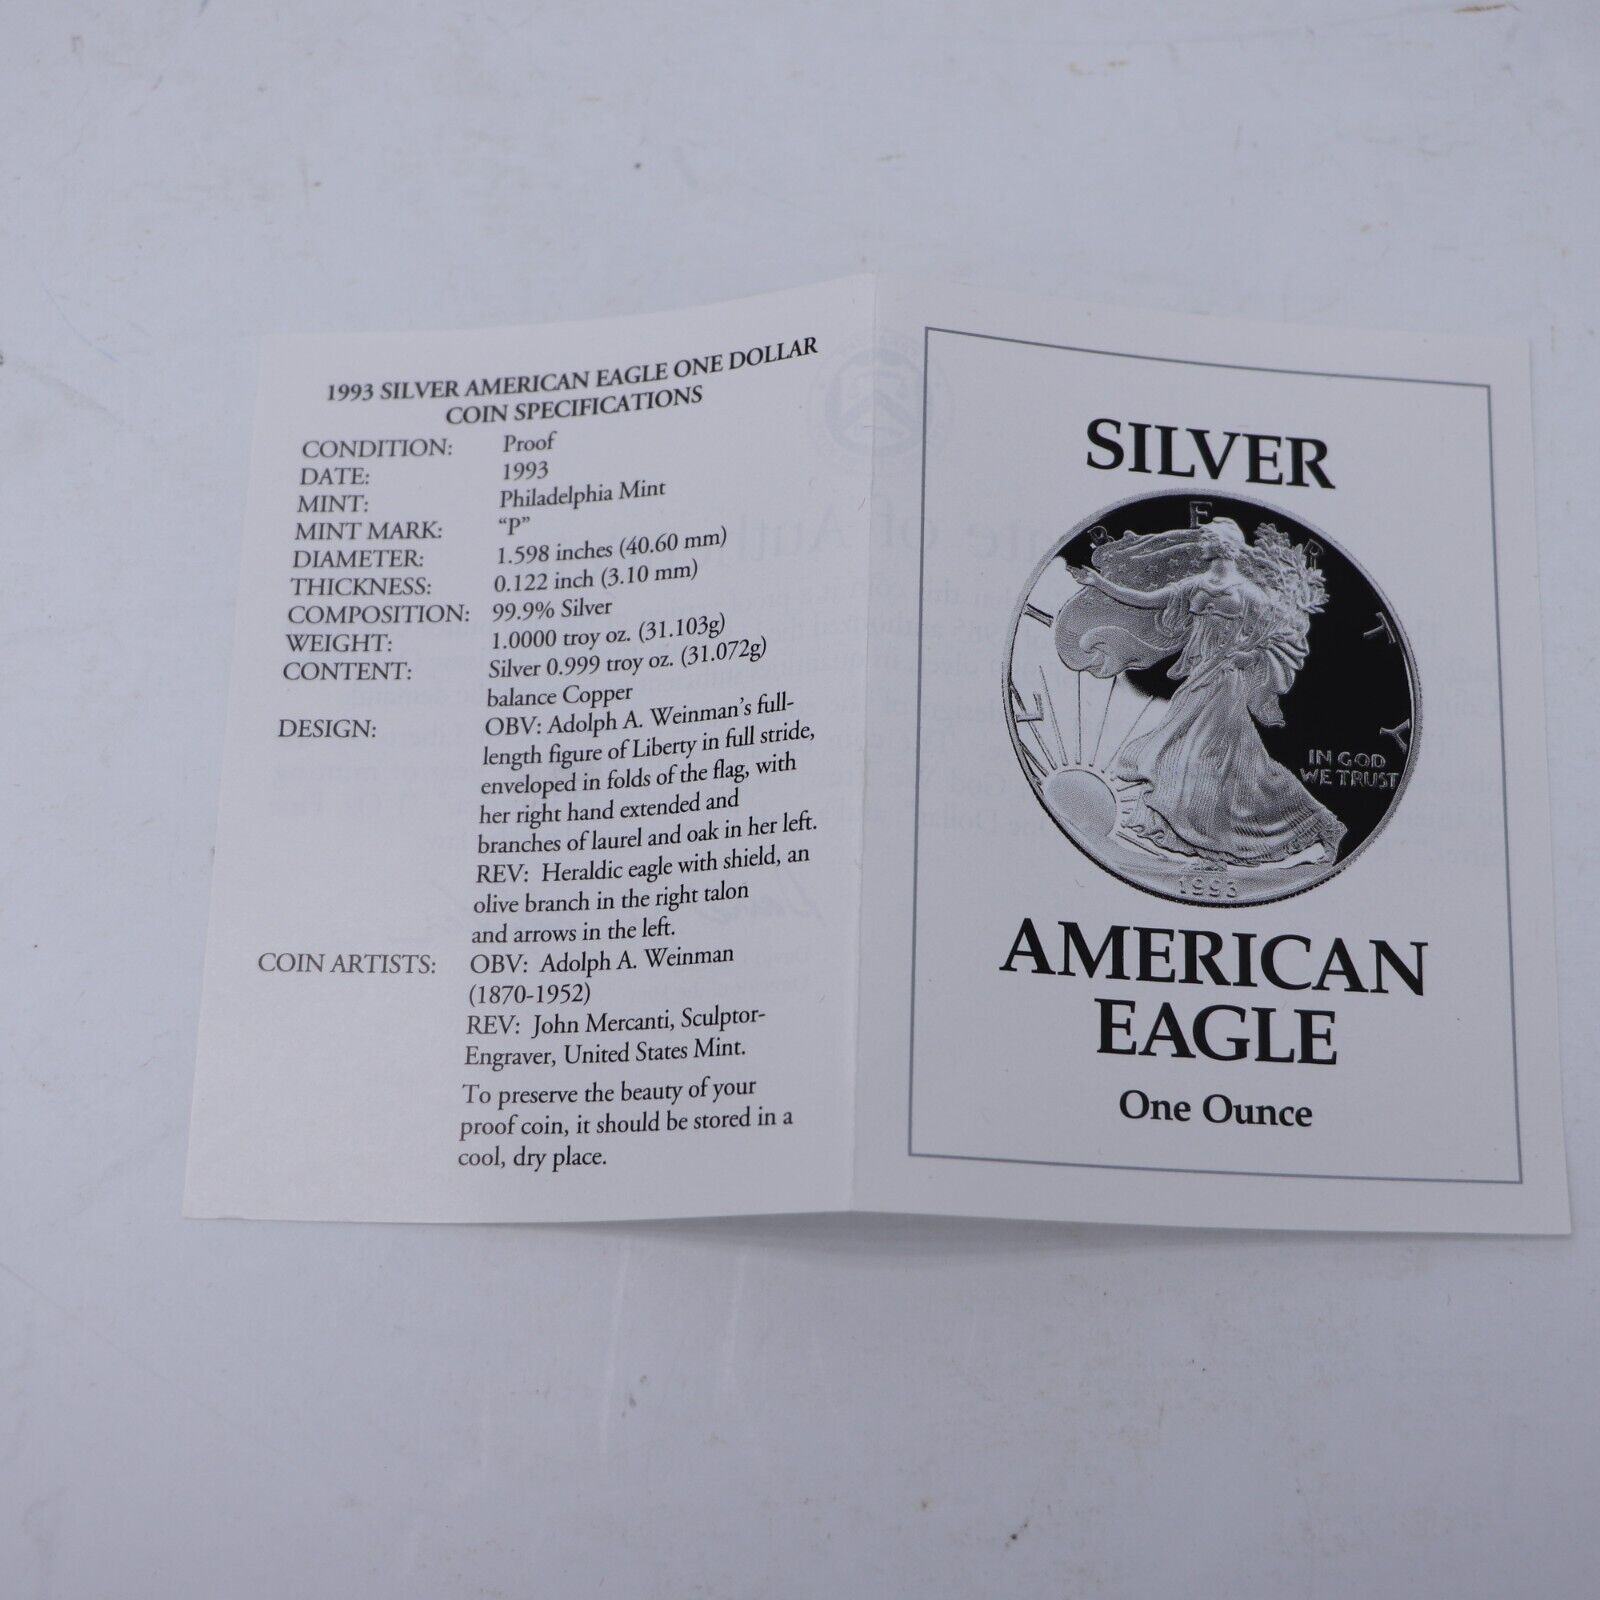 1993 SILVER AMERICAN EAGLE ONE DOLLAR
COIN SPECIFICATIONS
CONDITION: Proof
DATE: 1993
MINT: Philadelphia Mint
MINT MARK: “P”
DIAMETER: 1.598 inches (40.60 mm)
THICKNESS: 0.122 inch (3.10 mm)
COMPOSITION: 99.9% Silver
WEIGHT: 1.0000 troy oz. (31.103g)
CONTENT: Silver 0.999 troy oz. (31.072g)
balance Copper
DESIGN: OBV: Adolph A. Weinman’s full-
length figure of Liberty in full stride,
enveloped in folds of the flag, with
her right hand extended and
branches of laurel and oak in her left.
REV: Heraldic eagle with shield, an
olive branch in the right talon
and arrows in the left.
COIN ARTISTS: OBV: Adolph A. Weinman
(1870-1952)
REV: John Mercanti, Sculptor-
Engraver, United States Mint.
To preserve the beauty of your
proof coin, it should be stored in a
cool, dry place.
SILVER
LIBERTY
IN GOD
WE TRUST
1993
AMERICAN
EAGLE
One Ounce